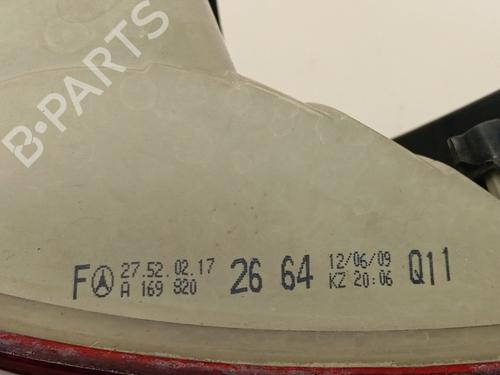 B-PARTS
F 27.52.02.17 26 64 12/06/09 Q11
A 169 820 KZ 20:06